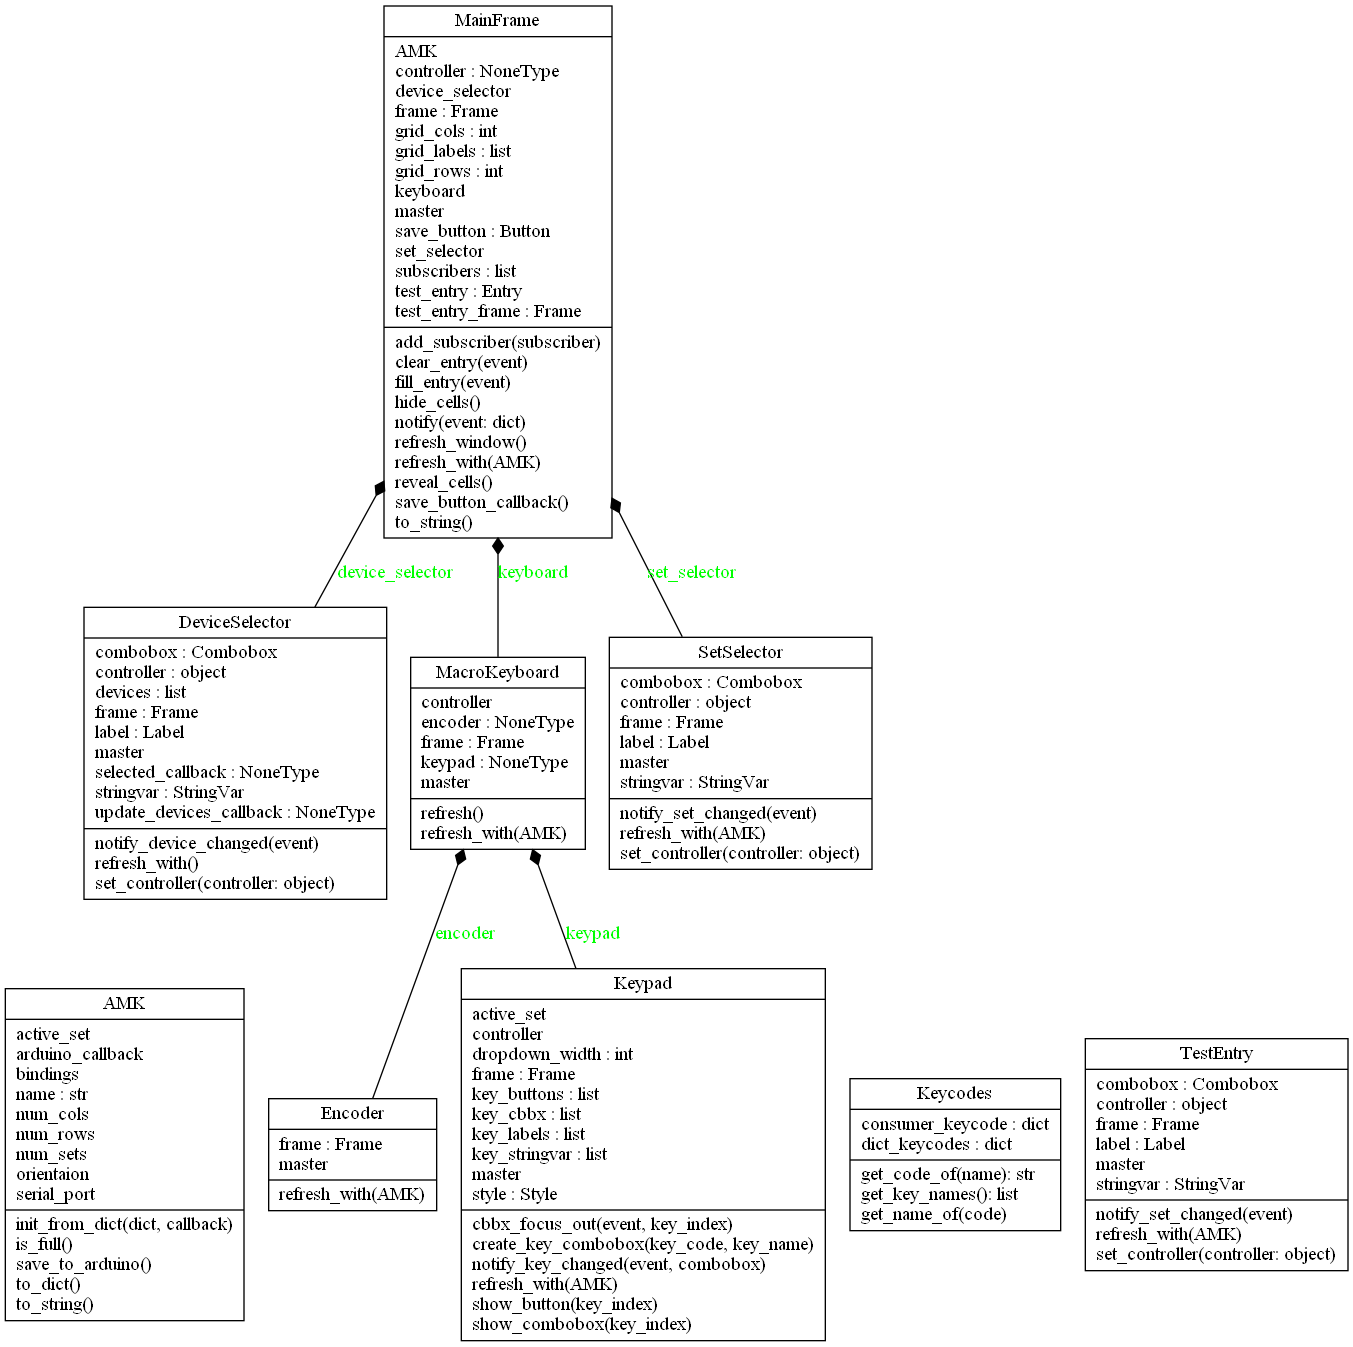 MainFrame
AMK
controller : NoneType
device_selector
frame : Frame
grid_cols : int
grid_labels : list
grid_rows : int
keyboard
master
save_button : Button
set_selector
subscribers : list
test_entry : Entry
test_entry_frame : Frame
add_subscriber(subscriber)
clear_entry(event)
fill_entry(event)
hide_cells()
notify(event: dict)
refresh_window()
refresh_with(AMK)
reveal_cells()
save_button_callback()
to_string()
device_selector
keyboard
set_selector
DeviceSelector
combobox : Combobox
controller : object
devices : list
frame : Frame
label : Label
master
selected_callback : NoneType
stringvar : StringVar
update_devices_callback : NoneType
notify_device_changed(event)
refresh_with()
set_controller(controller: object)
MacroKeyboard
controller
encoder : NoneType
frame : Frame
keypad : NoneType
master
refresh()
refresh_with(AMK)
SetSelector
combobox : Combobox
controller : object
frame : Frame
label : Label
master
stringvar : StringVar
notify_set_changed(event)
refresh_with(AMK)
set_controller(controller: object)
encoder
keypad
AMK
active_set
arduino_callback
bindings
name : str
num_cols
num_rows
num_sets
orientaion
serial_port
init_from_dict(dict, callback)
is_full()
save_to_arduino()
to_dict()
to_string()
Encoder
frame : Frame
master
refresh_with(AMK)
Keypad
active_set
controller
dropdown_width : int
frame : Frame
key_buttons : list
key_cbbx : list
key_labels : list
key_stringvar : list
master
style : Style
cbbx_focus_out(event, key_index)
create_key_combobox(key_code, key_name)
notify_key_changed(event, combobox)
refresh_with(AMK)
show_button(key_index)
show_combobox(key_index)
Keycodes
consumer_keycode : dict
dict_keycodes : dict
get_code_of(name): str
get_key_names(): list
get_name_of(code)
TestEntry
combobox : Combobox
controller : object
frame : Frame
label : Label
master
stringvar : StringVar
notify_set_changed(event)
refresh_with(AMK)
set_controller(controller: object)